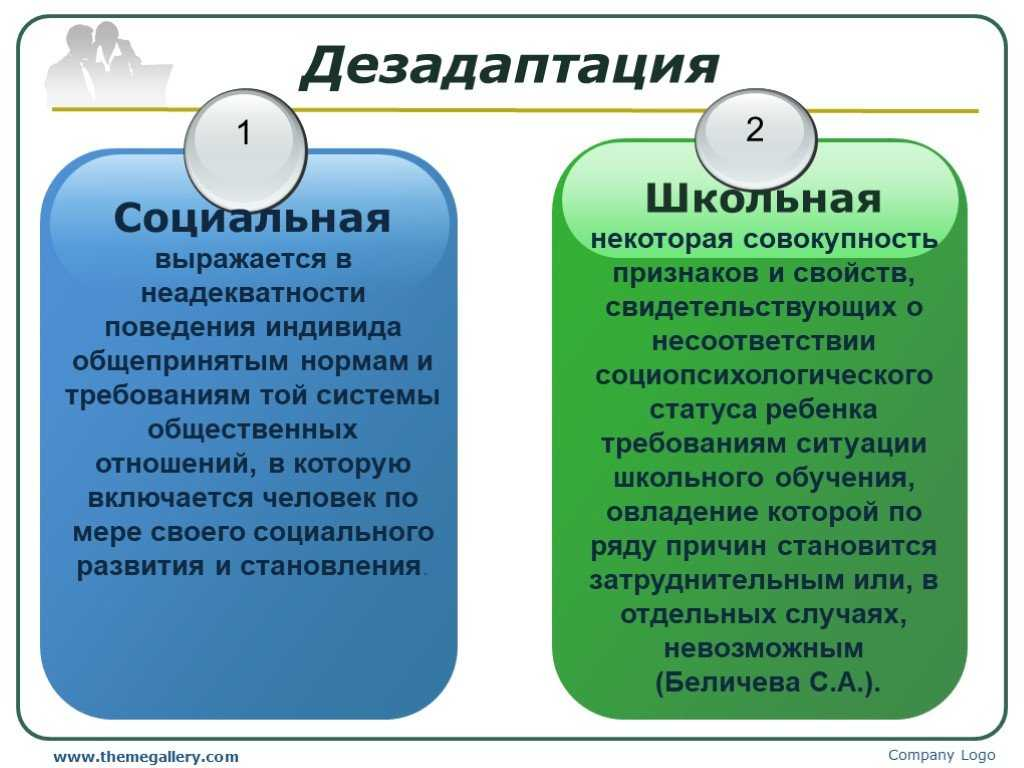 Дезадаптация
1
Социальная
выражается в
неадекватности
поведения индивида
общепринятым нормам и
требованиям той системы
общественных
отношений, в которую
включается человек по
мере своего социального
развития и становления.
2
Школьная
некоторая совокупность
признаков и свойств,
свидетельствующих о
несоответствии
социопсихологического
статуса ребенка
требованиям ситуации
школьного обучения,
овладение которой по
ряду причин становится
затруднительным или, в
отдельных случаях,
невозможным
(Беличева С.А.).
www.themegallery.com
Company Logo